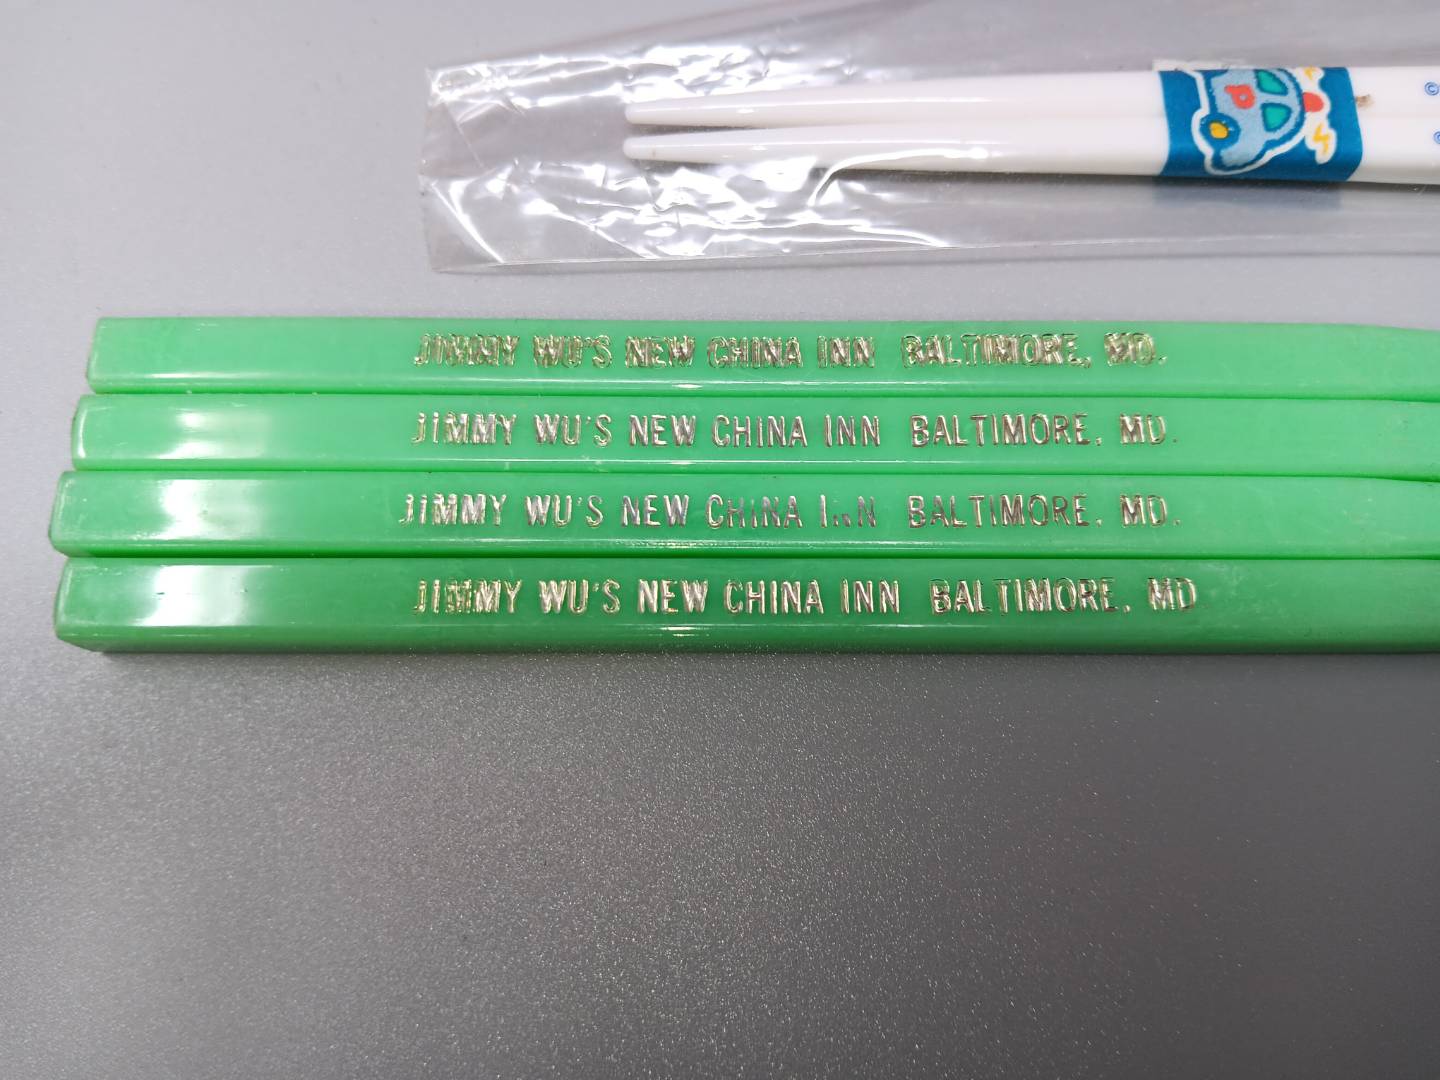 ©
©
JIMMY WU'S NEW CHINA INN BALTIMORE, MD.
JIMMY WU'S NEW CHINA INN BALTIMORE, MD.
JIMMY WU'S NEW CHINA INN BALTIMORE, MD.
JIMMY WU'S NEW CHINA INN BALTIMORE, MD